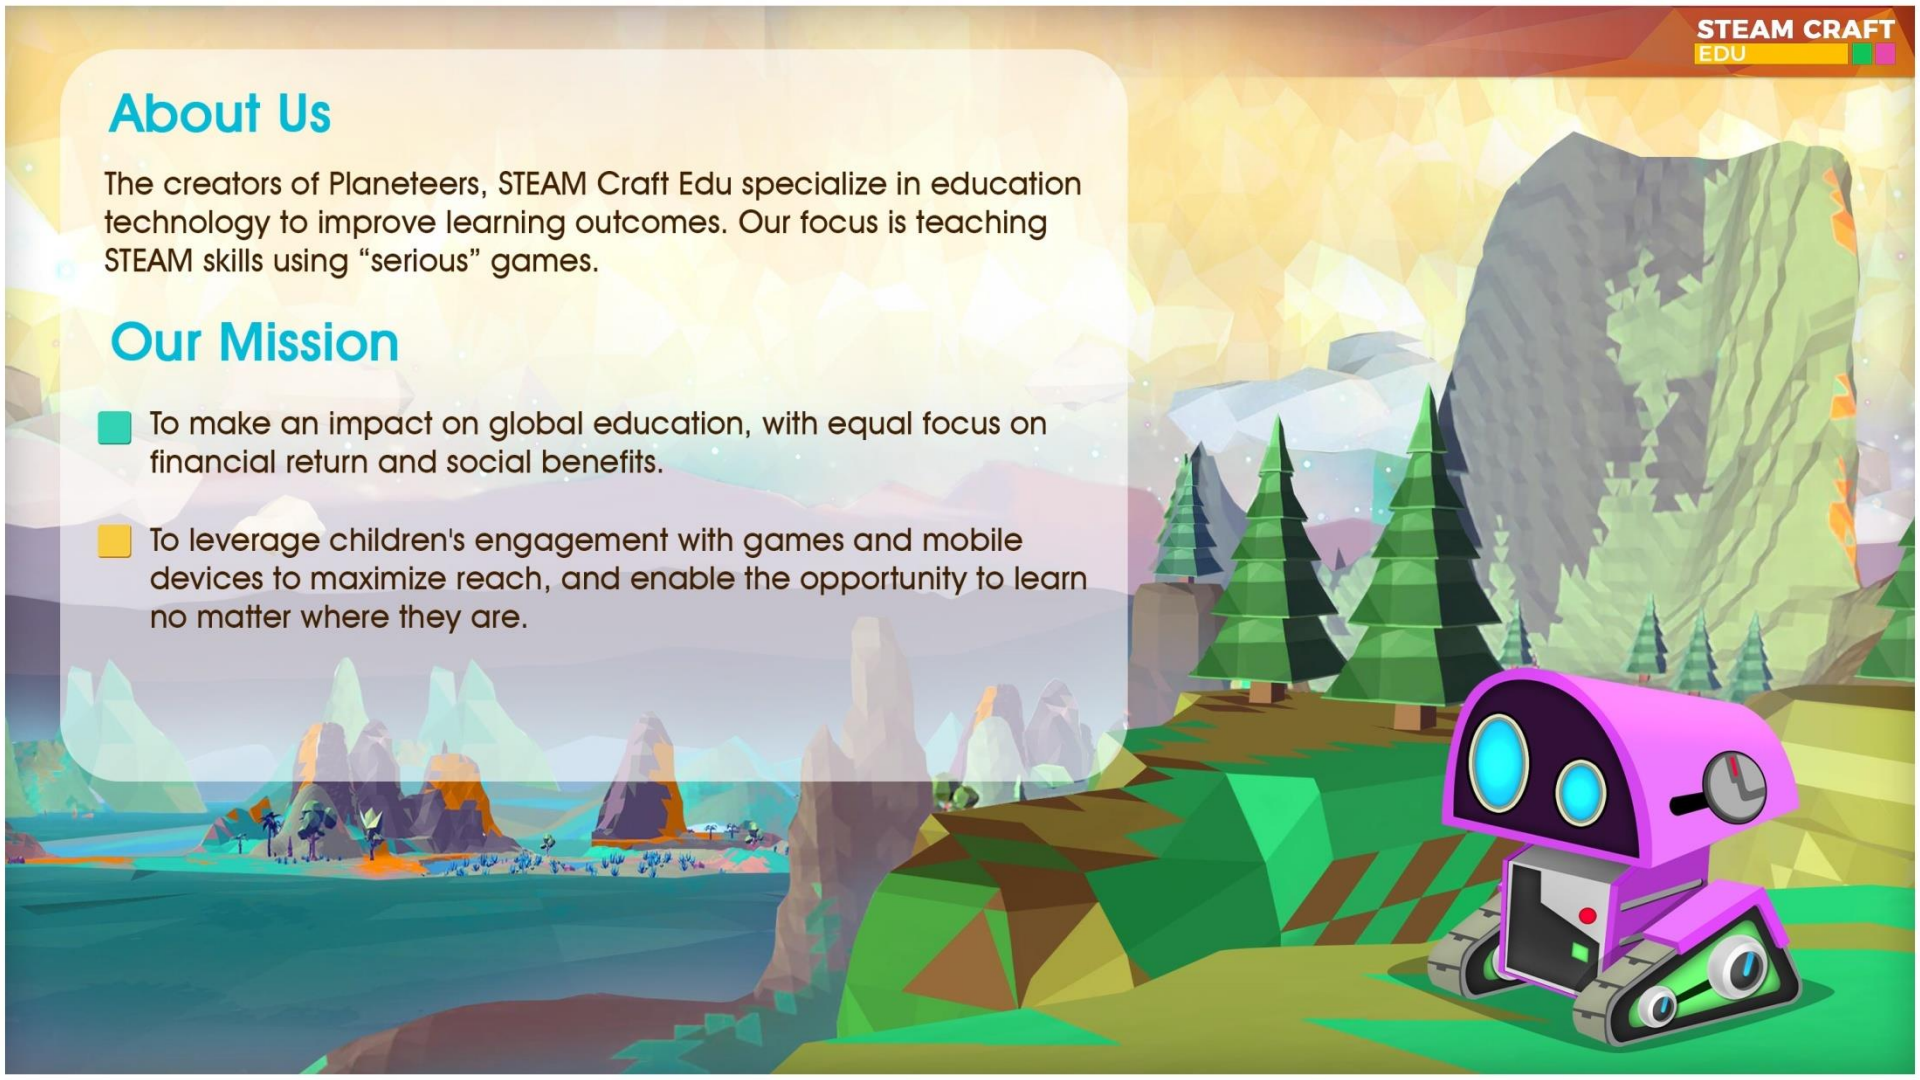 STEAM CRAFT
EDU
About Us
The creators of Planeteers, STEAM Craft Edu specialize in education
technology to improve learning outcomes. Our focus is teaching
STEAM skills using “serious” games.
Our Mission
To make an impact on global education, with equal focus on
financial return and social benefits.
To leverage children's engagement with games and mobile
devices to maximize reach, and enable the opportunity to learn
no matter where they are.